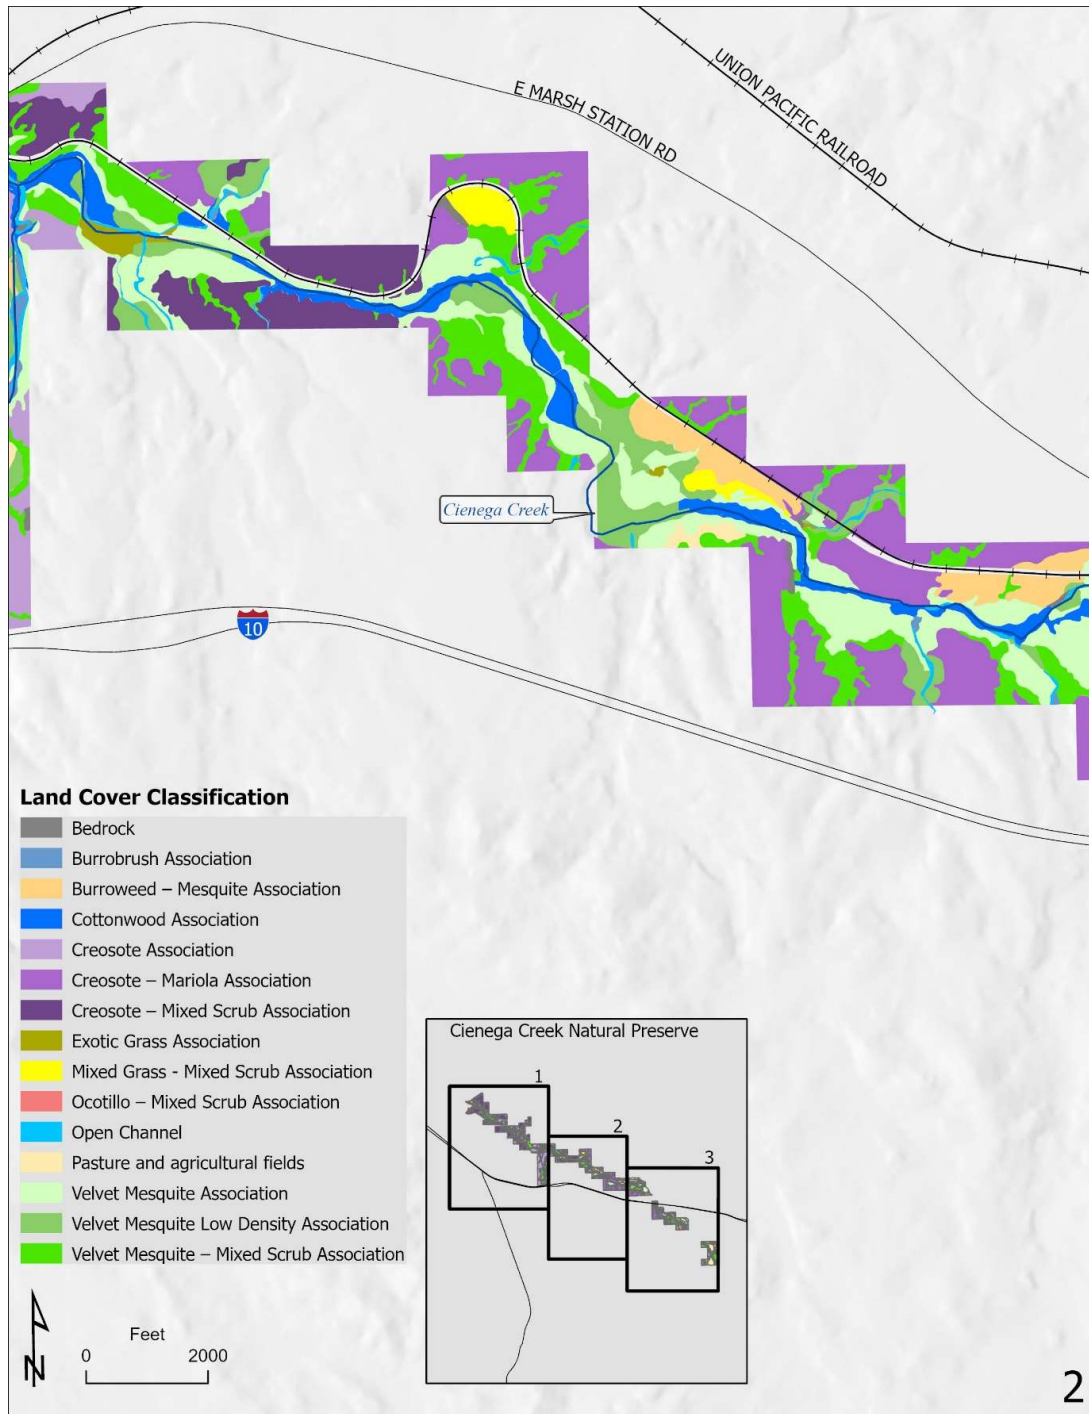 UNION PACIFIC RAILROAD
E MARSH STATION RD
Cienega Creek
10
Land Cover Classification
Bedrock
Burrobrush Association
Burroweed – Mesquite Association
Cottonwood Association
Creosote Association
Creosote – Mariola Association
Creosote – Mixed Scrub Association
Exotic Grass Association
Mixed Grass - Mixed Scrub Association
Ocotillo – Mixed Scrub Association
Open Channel
Pasture and agricultural fields
Velvet Mesquite Association
Velvet Mesquite Low Density Association
Velvet Mesquite – Mixed Scrub Association
Cienega Creek Natural Preserve
1
2
3
N
Feet
0 2000
2